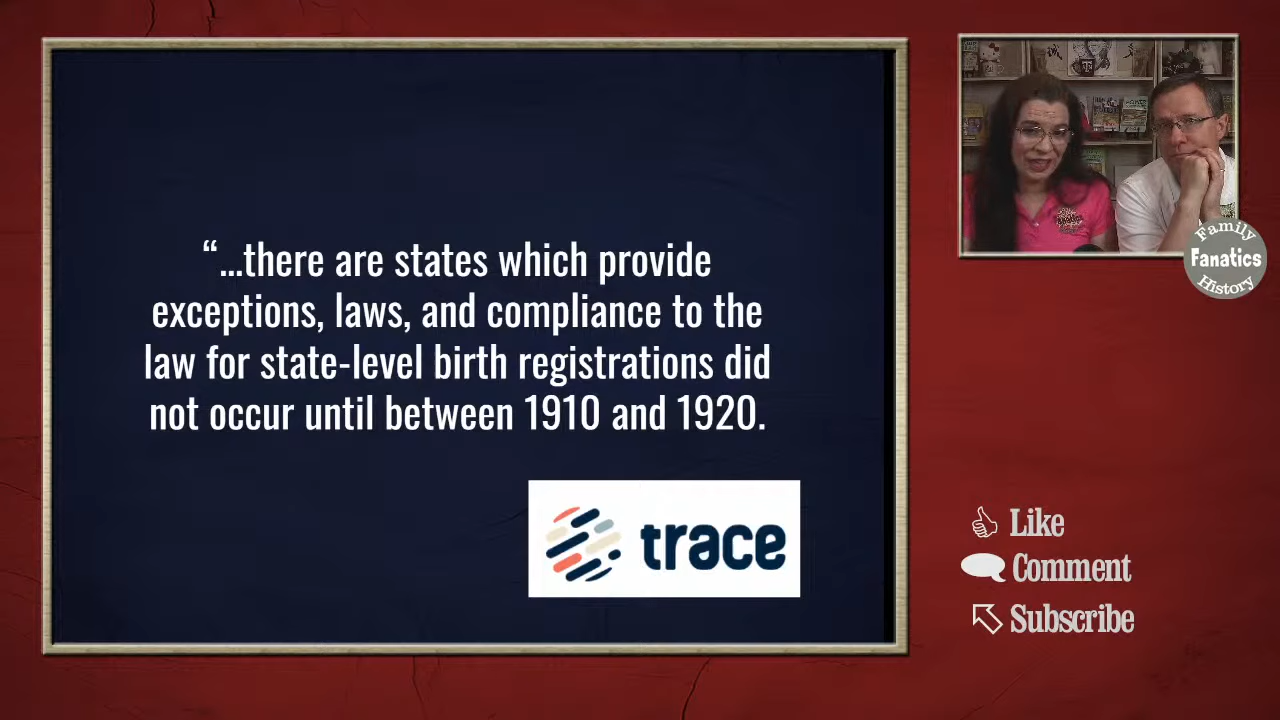 “...there are states which provide
exceptions, laws, and compliance to the
law for state-level birth registrations did
not occur until between 1910 and 1920.
trace
Family
Fanatics
History
Like
Comment
Subscribe